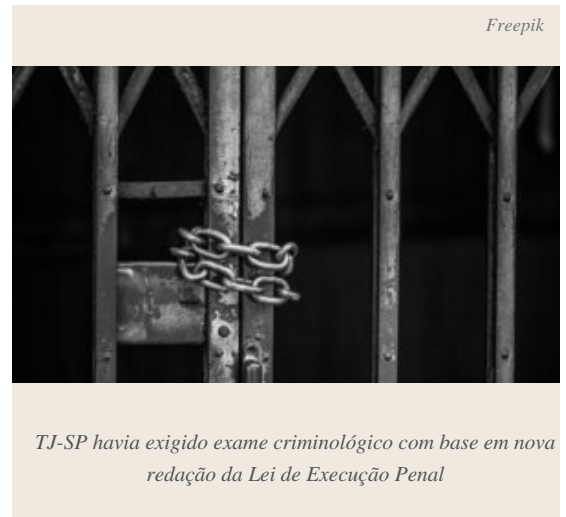 Freepik
TJ-SP havia exigido exame criminológico com base em nova
redação da Lei de Execução Penal